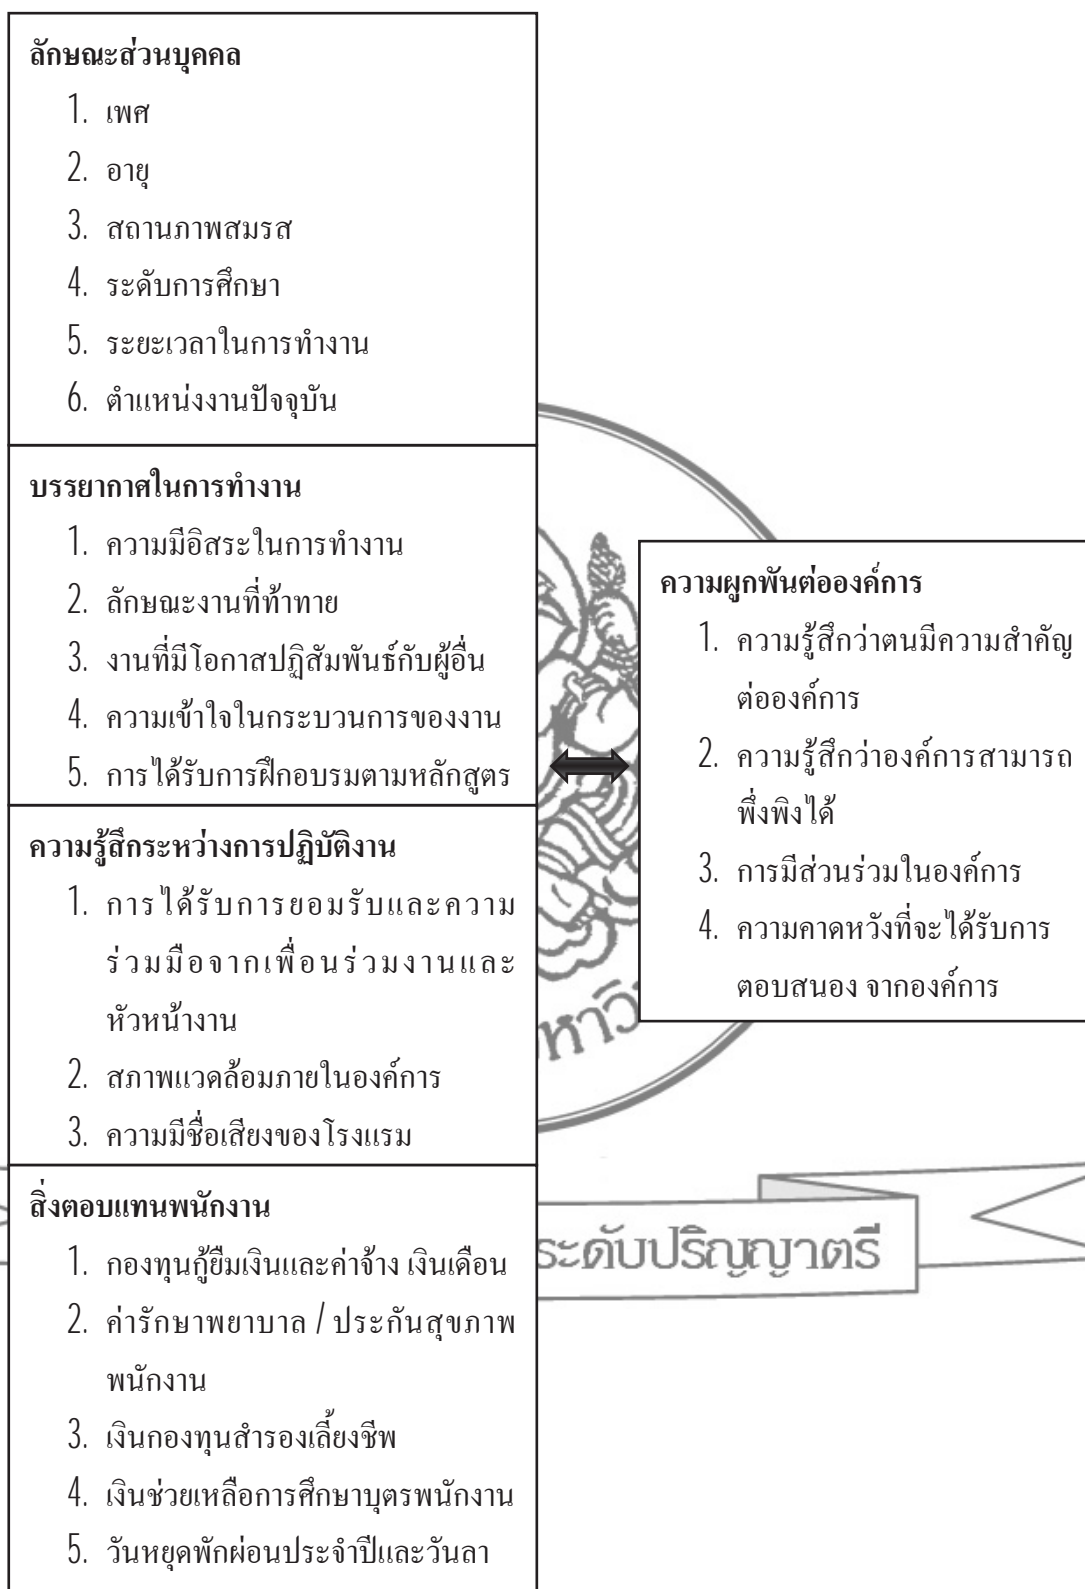 ลักษณะส่วนบุคคล
1. เพศ
2. อายุ
3. สถานภาพสมรส
4. ระดับการศึกษา
5. ระยะเวลาในการทำงาน
6. ตำแหน่งงานปัจจุบัน
บรรยากาศในการทำงาน
1. ความมีอิสระในการทำงาน
2. ลักษณะงานที่ท้าทาย
3. งานที่มีโอกาสปฏิสัมพันธ์กับผู้อื่น
4. ความเข้าใจในกระบวนการของงาน
5. การได้รับการฝึกอบรมตามหลักสูตร
ความรู้สึกระหว่างการปฏิบัติงาน
1. การได้รับการยอมรับและความ
ร่วมมือจากเพื่อนร่วมงานและ
หัวหน้างาน
2. สภาพแวดล้อมภายในองค์การ
3. ความมีชื่อเสียงของโรงแรม
สิ่งตอบแทนพนักงาน
1. กองทุนกู้ยืมเงินและค่าจ้าง เงินเดือน
2. ค่ารักษาพยาบาล / ประกันสุขภาพ
พนักงาน
3. เงินกองทุนสำรองเลี้ยงชีพ
4. เงินช่วยเหลือการศึกษาบุตรพนักงาน
5. วันหยุดพักผ่อนประจำปีและวันลา
ความผูกพันต่อองค์การ
1. ความรู้สึกว่าตนมีความสำคัญ
ต่อองค์การ
2. ความรู้สึกว่าองค์การสามารถ
พึ่งพิงได้
3. การมีส่วนร่วมในองค์การ
4. ความคาดหวังที่จะได้รับการ
ตอบสนอง จากองค์การ
หาวิ
ระดับปริญญาตรี